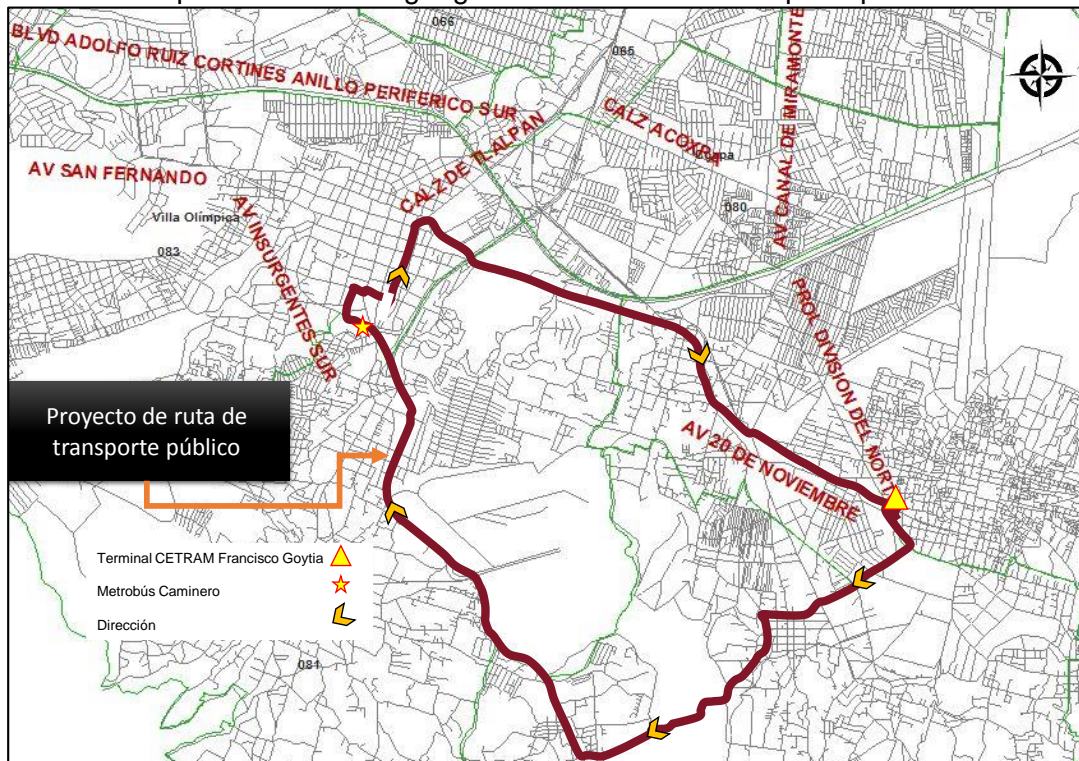 066
BLVD ADOLFO RUIZ CORTINES ANILLO PERIFERICO SUR
065
CALZ DE TLALPAN
CALZ ACOXPA
AV CANAL DE MIRAMONTE
AV SAN FERNANDO
Villa Olímpica
083
080
AV INSURGENTES SUR
PROL DIVISION DEL NORT
Proyecto de ruta de
transporte público
AV 20 DE NOVIEMBRE
Terminal CETRAM Francisco Goytia
Metrobús Caminero
Dirección
081